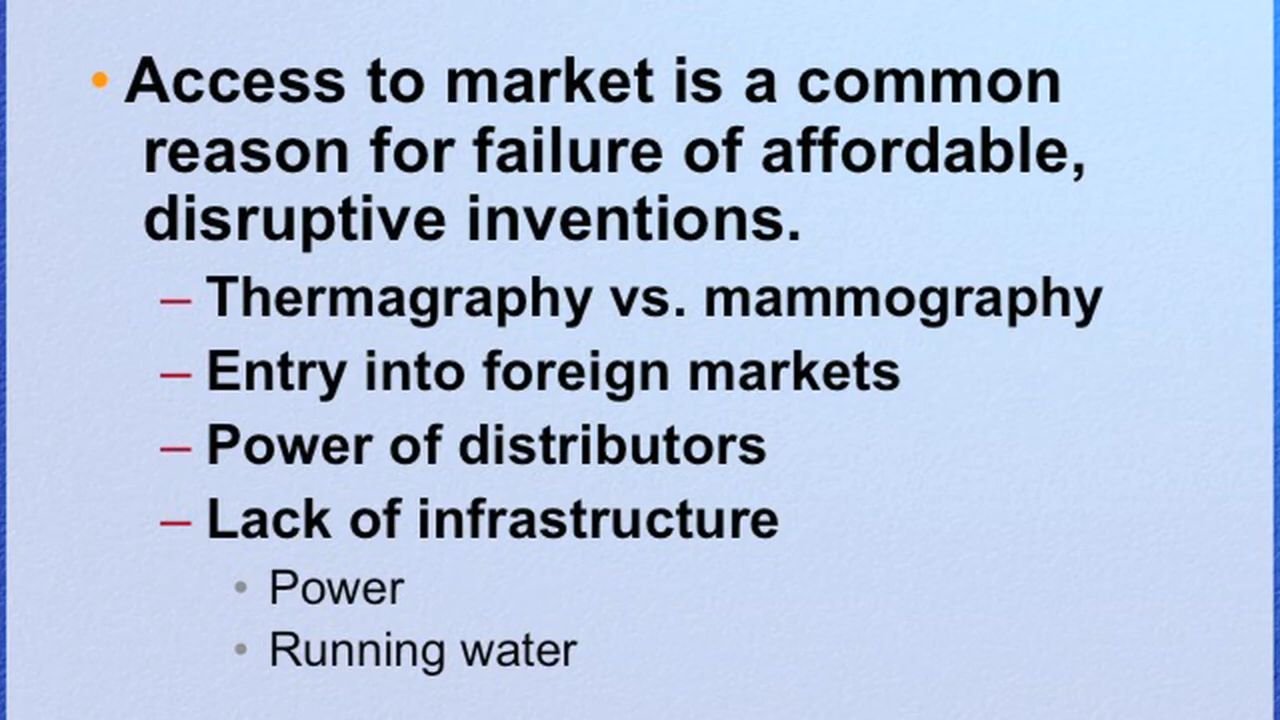 • Access to market is a common
reason for failure of affordable,
disruptive inventions.
– Thermagraphy vs. mammography
– Entry into foreign markets
– Power of distributors
– Lack of infrastructure
• Power
• Running water